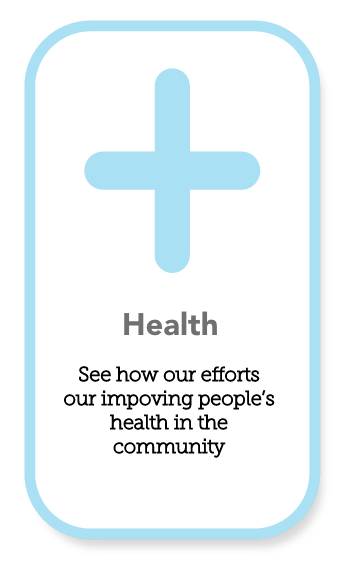 Health
See how our efforts
our impoving people's
health in the
community